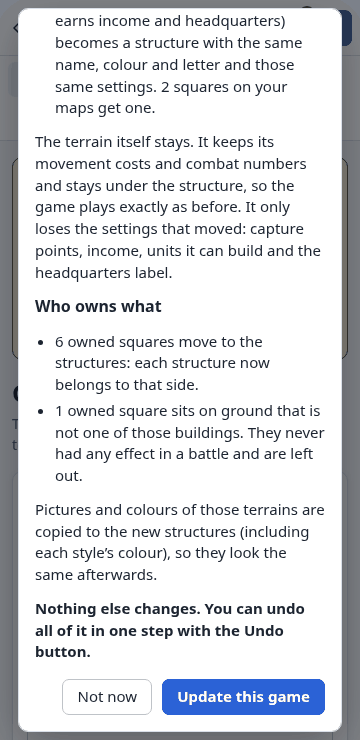 earns income and headquarters)
becomes a structure with the same
name, colour and letter and those
same settings. 2 squares on your
maps get one.
The terrain itself stays. It keeps its
movement costs and combat numbers
and stays under the structure, so the
game plays exactly as before. It only
loses the settings that moved: capture
points, income, units it can build and the
headquarters label.
Who owns what
• 6 owned squares move to the
structures: each structure now
belongs to that side.
• 1 owned square sits on ground that is
not one of those buildings. They never
had any effect in a battle and are left
out.
Pictures and colours of those terrains are
copied to the new structures (including
each style’s colour), so they look the
same afterwards.
Nothing else changes. You can undo
all of it in one step with the Undo
button.
Not now
Update this game